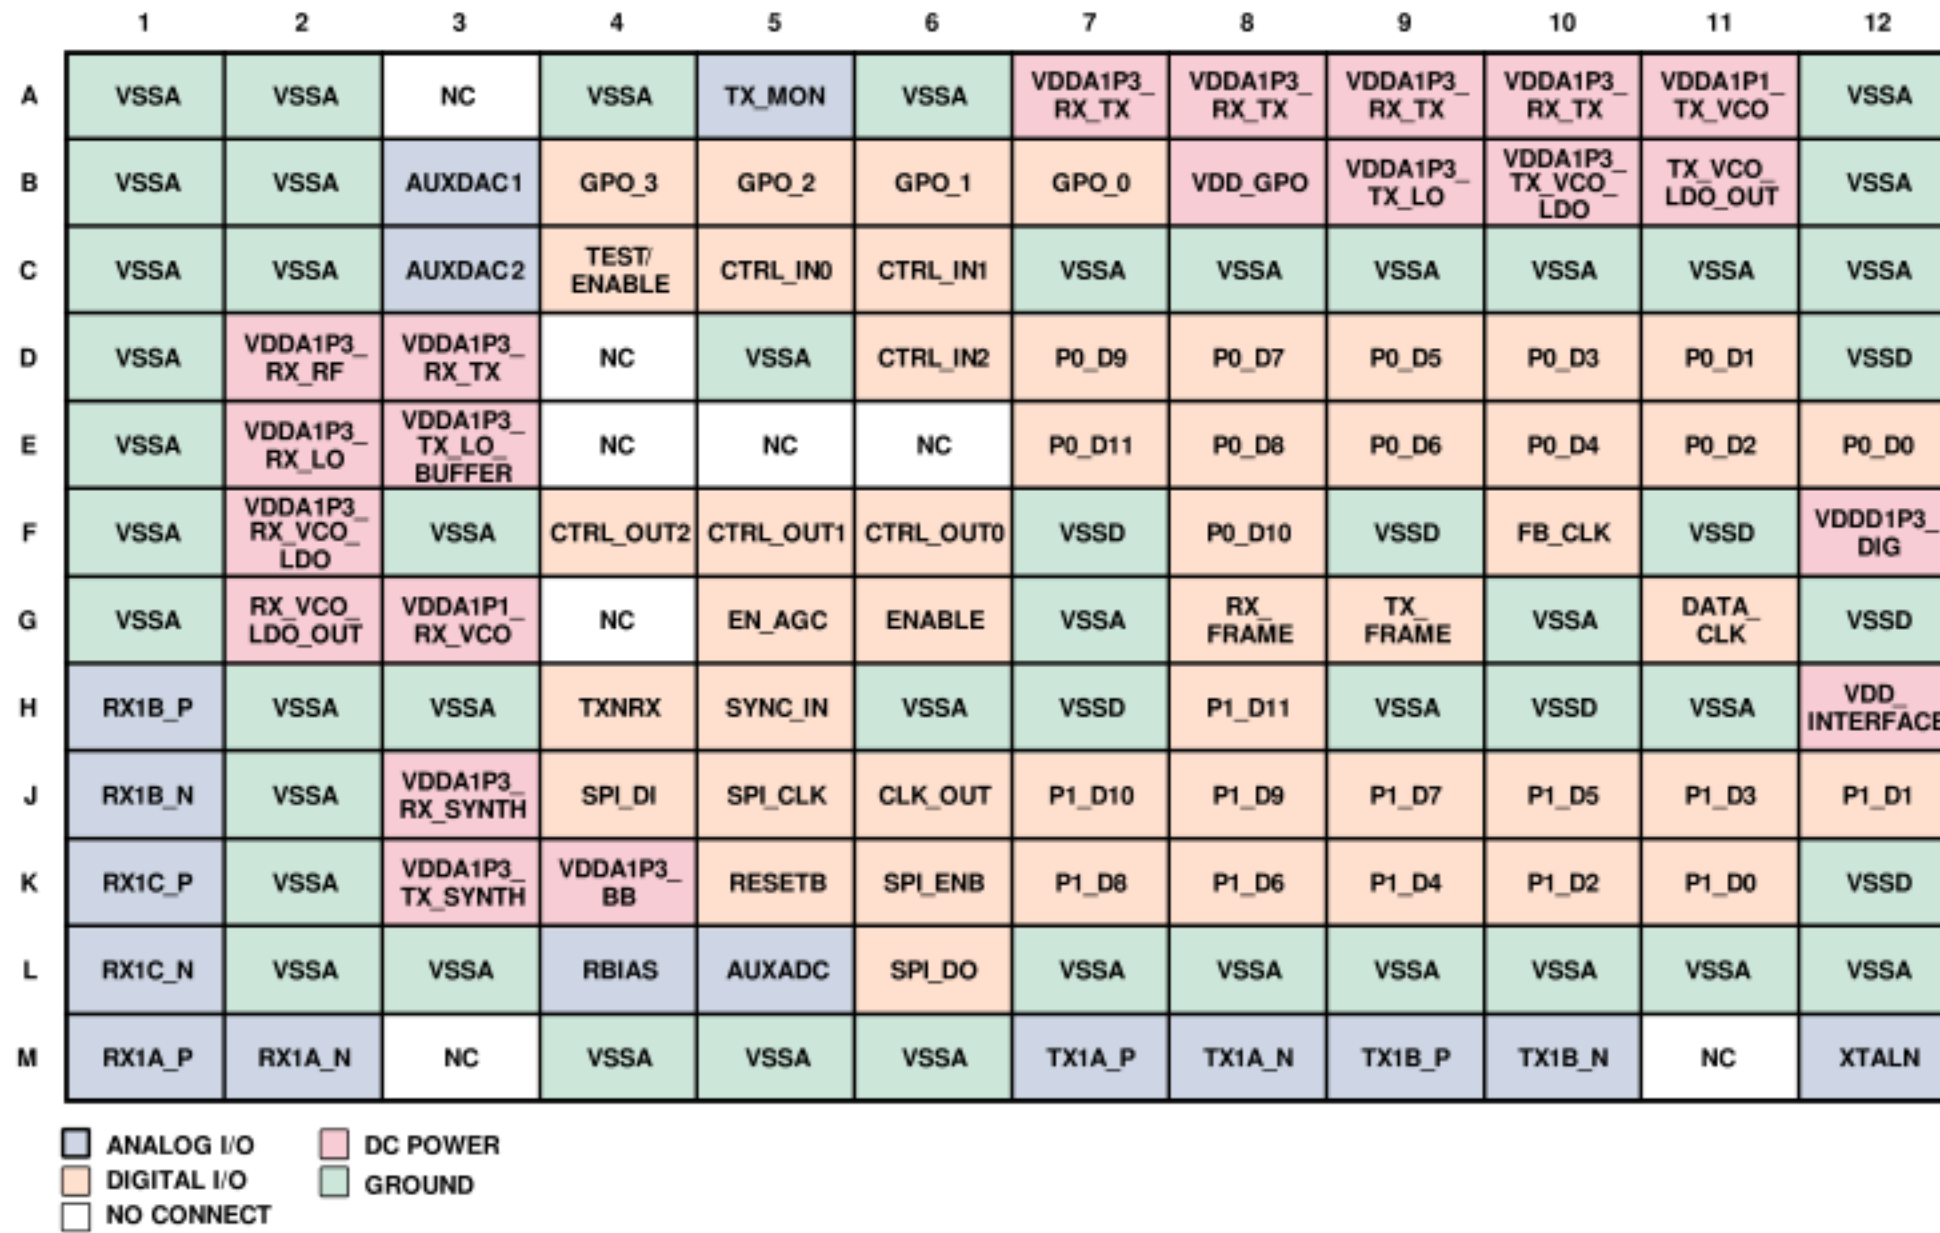 1 2 3 4 5 6 7 8 9 10 11 12
A VSSA VSSA NC VSSA TX_MON VSSA VDDA1P3_ RX_TX VDDA1P3_ RX_TX VDDA1P3_ RX_TX VDDA1P3_ RX_TX VDDA1P1_ TX_VCO VSSA
B VSSA VSSA AUXDAC1 GPO_3 GPO_2 GPO_1 GPO_0 VDD_GPO VDDA1P3_ TX_LO VDDA1P3_ TX_VCO_ LDO TX_VCO_ LDO_OUT VSSA
C VSSA VSSA AUXDAC2 TEST/ ENABLE CTRL_IN0 CTRL_IN1 VSSA VSSA VSSA VSSA VSSA VSSA
D VSSA VDDA1P3_ RX_RF VDDA1P3_ RX_TX NC VSSA CTRL_IN2 P0_D9 P0_D7 P0_D5 P0_D3 P0_D1 VSSD
E VSSA VDDA1P3_ RX_LO VDDA1P3_ TX_LO_ BUFFER NC NC NC P0_D11 P0_D8 P0_D6 P0_D4 P0_D2 P0_D0
F VSSA VDDA1P3_ RX_VCO_ LDO VSSA CTRL_OUT2 CTRL_OUT1 CTRL_OUT0 VSSD P0_D10 VSSD FB_CLK VSSD VDDD1P3_ DIG
G VSSA RX_VCO_ LDO_OUT VDDA1P1_ RX_VCO NC EN_AGC ENABLE VSSA RX_ FRAME TX_ FRAME VSSA DATA_ CLK VSSD
H RX1B_P VSSA VSSA TXNRX SYNC_IN VSSA VSSD P1_D11 VSSA VSSD VSSA VDD_ INTERFACE
J RX1B_N VSSA VDDA1P3_ RX_SYNTH SPI_DI SPI_CLK CLK_OUT P1_D10 P1_D9 P1_D7 P1_D5 P1_D3 P1_D1
K RX1C_P VSSA VDDA1P3_ TX_SYNTH VDDA1P3_ BB RESETB SPI_ENB P1_D8 P1_D6 P1_D4 P1_D2 P1_D0 VSSD
L RX1C_N VSSA VSSA RBIAS AUXADC SPI_DO VSSA VSSA VSSA VSSA VSSA VSSA
M RX1A_P RX1A_N NC VSSA VSSA VSSA TX1A_P TX1A_N TX1B_P TX1B_N NC XTALN
ANALOG I/O DC POWER
DIGITAL I/O GROUND
NO CONNECT